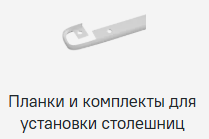 Планки и комплекты для
установки столешниц